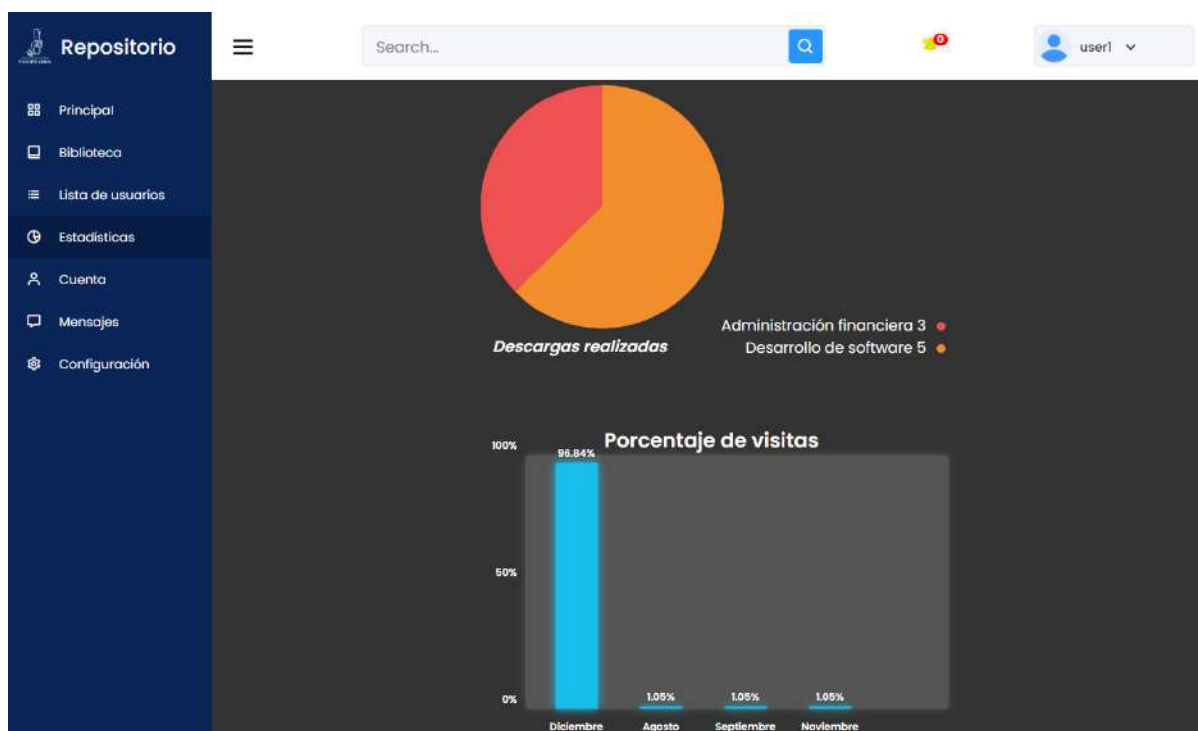 Repositorio
Search...
0
user1
Principal
Biblioteca
Lista de usuarios
Estadísticas
Cuenta
Mensajes
Configuración
Administración financiera 3
Descargas realizadas
Desarrollo de software 5
Porcentaje de visitas
100%
96.84%
50%
0%
1.05%
1.05%
1.05%
Diciembre
Agosto
Septiembre
Noviembre